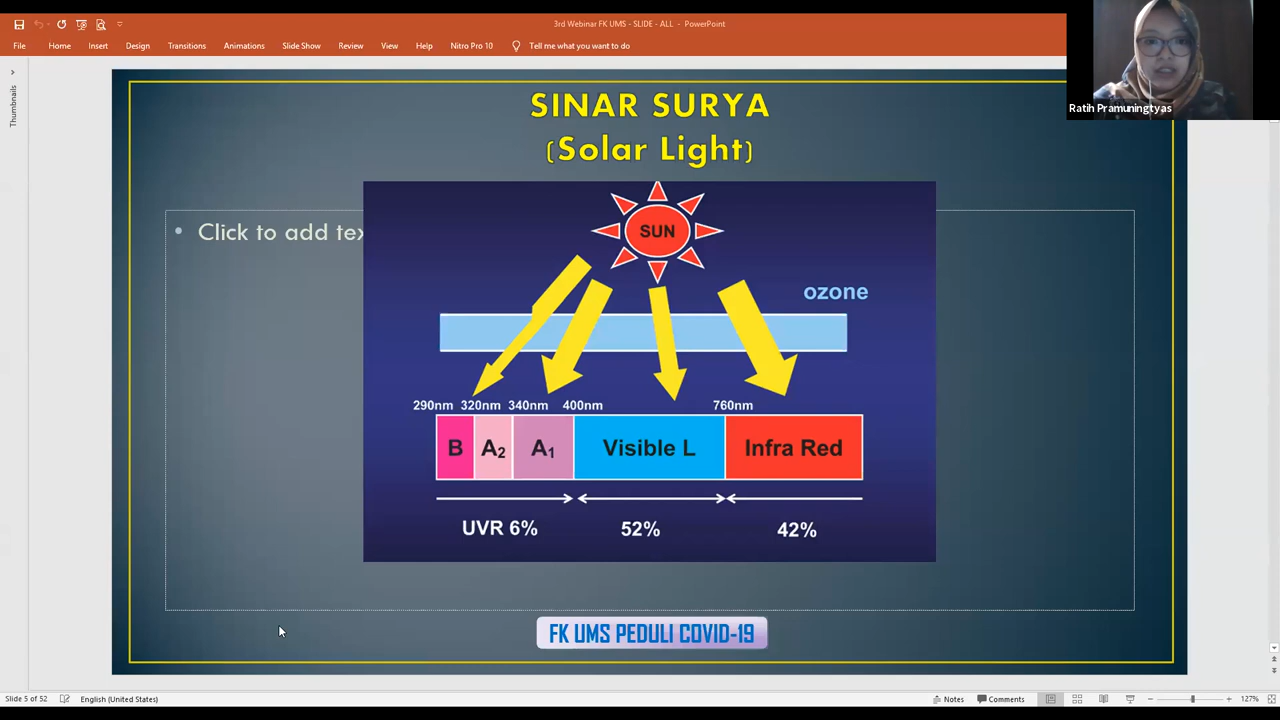 3rd Webinar FK UMS - SLIDE - ALL - PowerPoint
File Home Insert Design Transitions Animations Slide Show Review View Help Nitro Pro 10 Tell me what you want to do
Ratih Pramuningtyas
Thumbnails
SINAR SURYA
(Solar Light)
• Click to add tex
SUN
ozone
290nm 320nm 340nm 400nm 760nm
B A₂ A₁ Visible L Infra Red
UVR 6% 52% 42%
FK UMS PEDULI COVID-19
Slide 5 of 52 English (United States) Notes Comments 127%